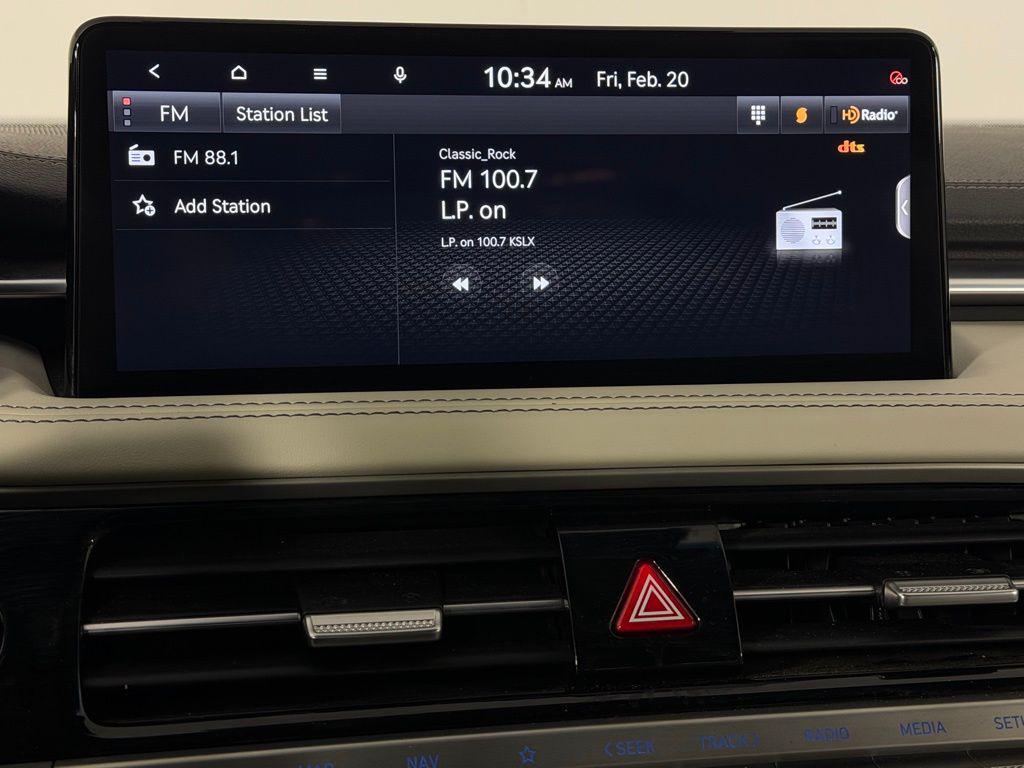 10:34 AM Fri, Feb. 20
FM Station List HD Radio®
dts
FM 88.1
Add Station
Classic_Rock
FM 100.7
L.P. on
L.P. on 100.7 KSLX
MAP NAV < SEEK TRACK > RADIO MEDIA